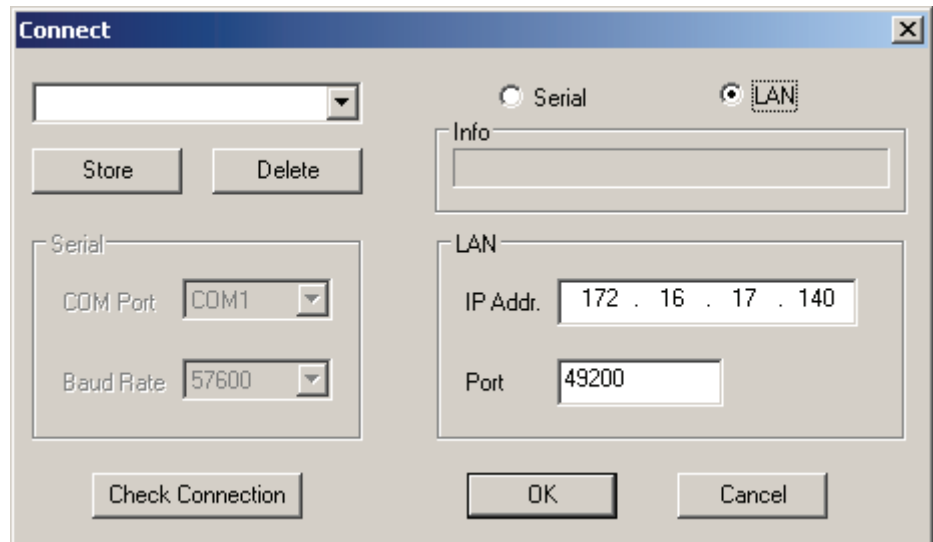 Connect
Serial
LAN
Info
Store
Delete
Serial
COM Port
COM1
Baud Rate
57600
LAN
IP Addr.
172 . 16 . 17 . 140
Port
49200
Check Connection
OK
Cancel